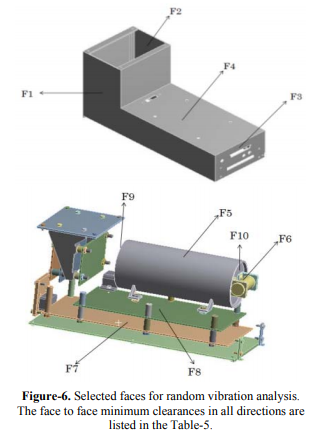 F2
F4
F1
F3
F9
F5
F10
F6
F7
F8
Figure-6. Selected faces for random vibration analysis.
The face to face minimum clearances in all directions are
listed in the Table-5.